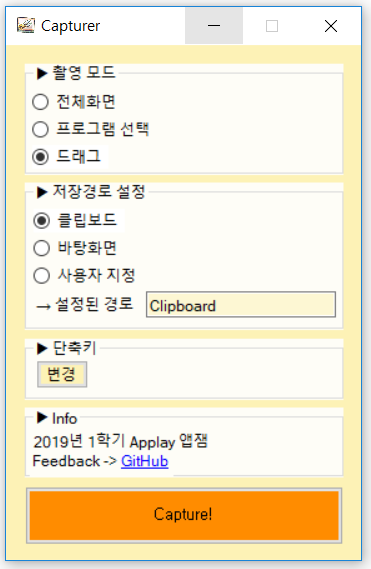 Capturer
▶ 촬영 모드
전체화면
프로그램 선택
드래그
▶ 저장경로 설정
클립보드
바탕화면
사용자 지정
→ 설정된 경로 Clipboard
▶ 단축키
변경
▶ Info
2019년 1학기 Applay 앱잼
Feedback -> GitHub
Capture!